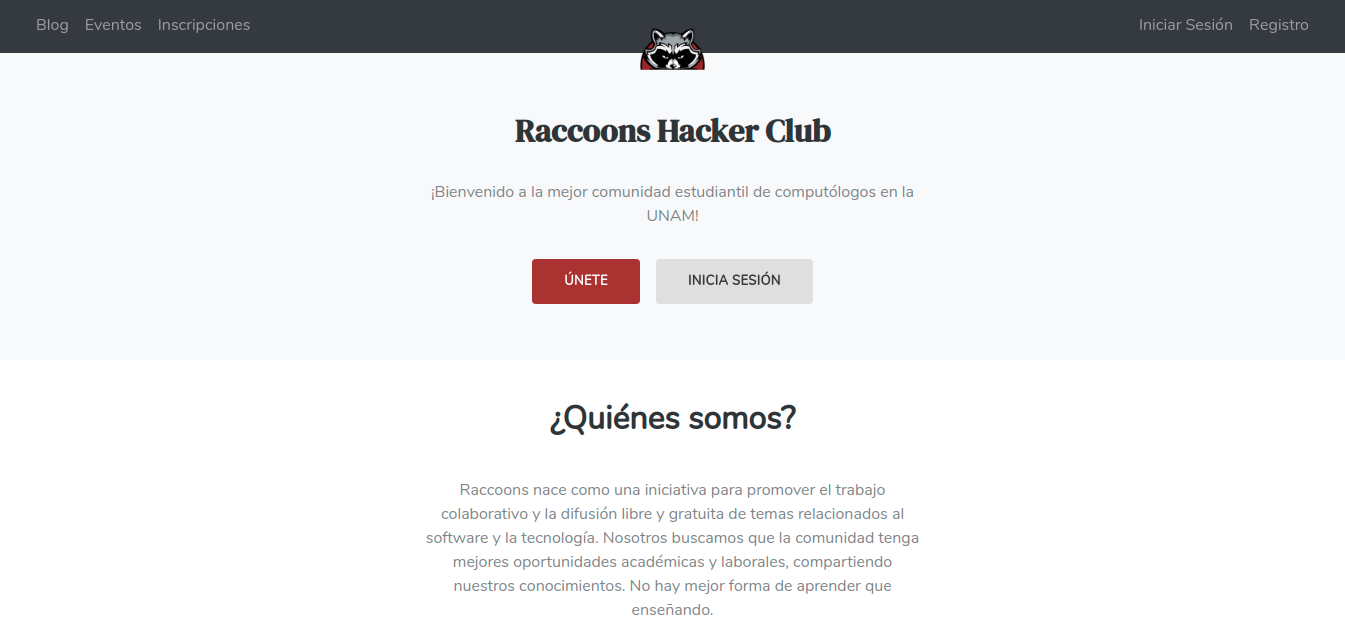 Blog Eventos Inscripciones Iniciar Sesión Registro
Raccoons Hacker Club
¡Bienvenido a la mejor comunidad estudiantil de computólogos en la
UNAM!
ÚNETE INICIA SESIÓN
¿Quiénes somos?
Raccoons nace como una iniciativa para promover el trabajo
colaborativo y la difusión libre y gratuita de temas relacionados al
software y la tecnología. Nosotros buscamos que la comunidad tenga
mejores oportunidades académicas y laborales, compartiendo
nuestros conocimientos. No hay mejor forma de aprender que
enseñando.